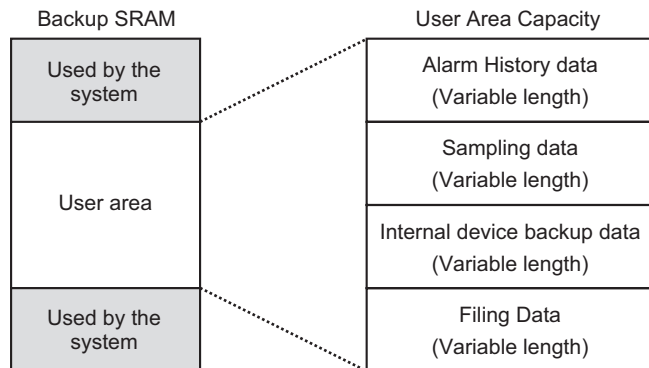 Backup SRAM
Used by the
system
User area
Used by the
system
User Area Capacity
Alarm History data
(Variable length)
Sampling data
(Variable length)
Internal device backup data
(Variable length)
Filing Data
(Variable length)